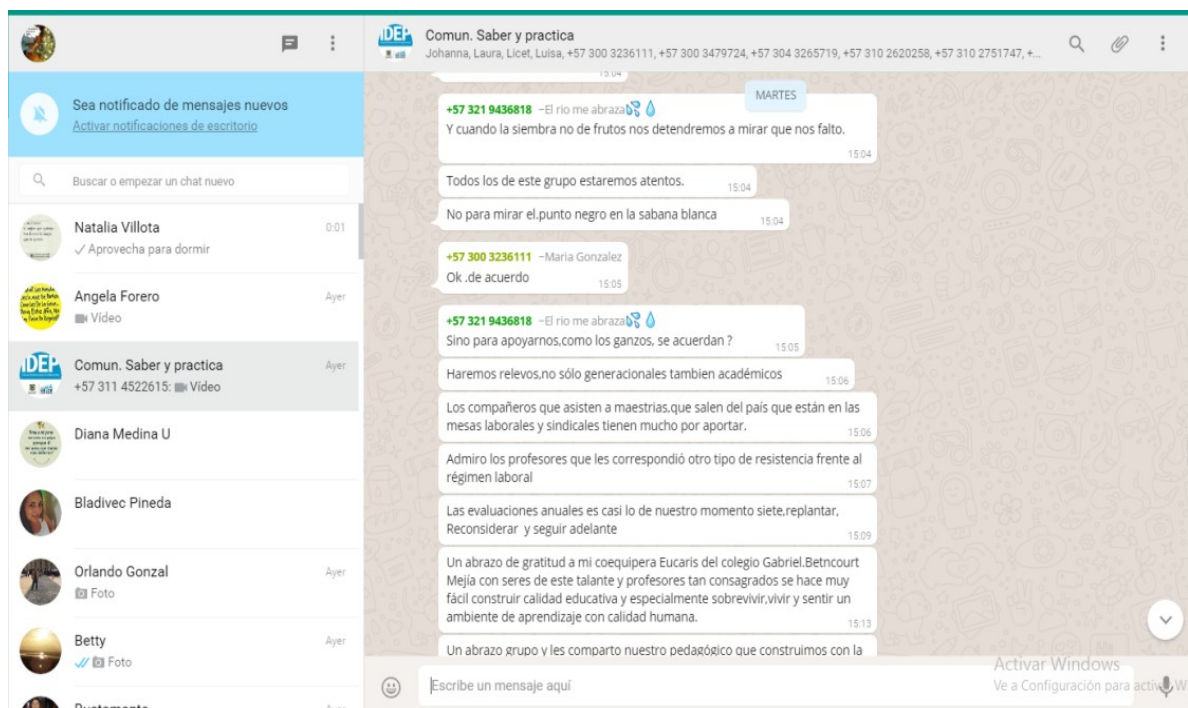 Sea notificado de mensajes nuevos
Activar notificaciones de escritorio
Buscar o empezar un chat nuevo
Natalia Villota
0:01
Aprovecha para dormir
Angela Forero
Ayer
Vídeo
IDEP
Comun. Saber y practica
Ayer
+57 311 4522615: Vídeo
Diana Medina U
Bladivec Pineda
Orlando Gonzal
Ayer
Foto
Betty
Ayer
Foto
IDEP
Comun. Saber y practica
Johanna, Laura, Licet, Luisa, +57 300 3236111, +57 300 3479724, +57 304 3265719, +57 310 2620258, +57 310 2751747, +...
15:04
MARTES
+57 321 9436818 ~El rio me abraza💦💧
Y cuando la siembra no de frutos nos detendremos a mirar que nos falto.
15:04
Todos los de este grupo estaremos atentos.
15:04
No para mirar el.punto negro en la sabana blanca
15:04
+57 300 3236111 ~Maria Gonzalez
Ok .de acuerdo
15:05
+57 321 9436818 ~El rio me abraza💦💧
Sino para apoyarnos,como los ganzos, se acuerdan ?
15:05
Haremos relevos,no sólo generacionales tambien académicos
15:06
Los compañeros que asisten a maestrias,que salen del país que están en las
mesas laborales y sindicales tienen mucho por aportar.
15:06
Admiro los profesores que les correspondió otro tipo de resistencia frente al
régimen laboral
15:07
Las evaluaciones anuales es casi lo de nuestro momento siete,replantar,
Reconsiderar y seguir adelante
15:09
Un abrazo de gratitud a mi coequipera Eucaris del colegio Gabriel.Betncourt
Mejía con seres de este talante y profesores tan consagrados se hace muy
fácil construir calidad educativa y especialmente sobrevivir,vivir y sentir un
ambiente de aprendizaje con calidad humana.
15:13
Un abrazo grupo y les comparto nuestro pedagógico que construimos con la
Escribe un mensaje aquí
Activar Windows
Ve a Configuración para activ W